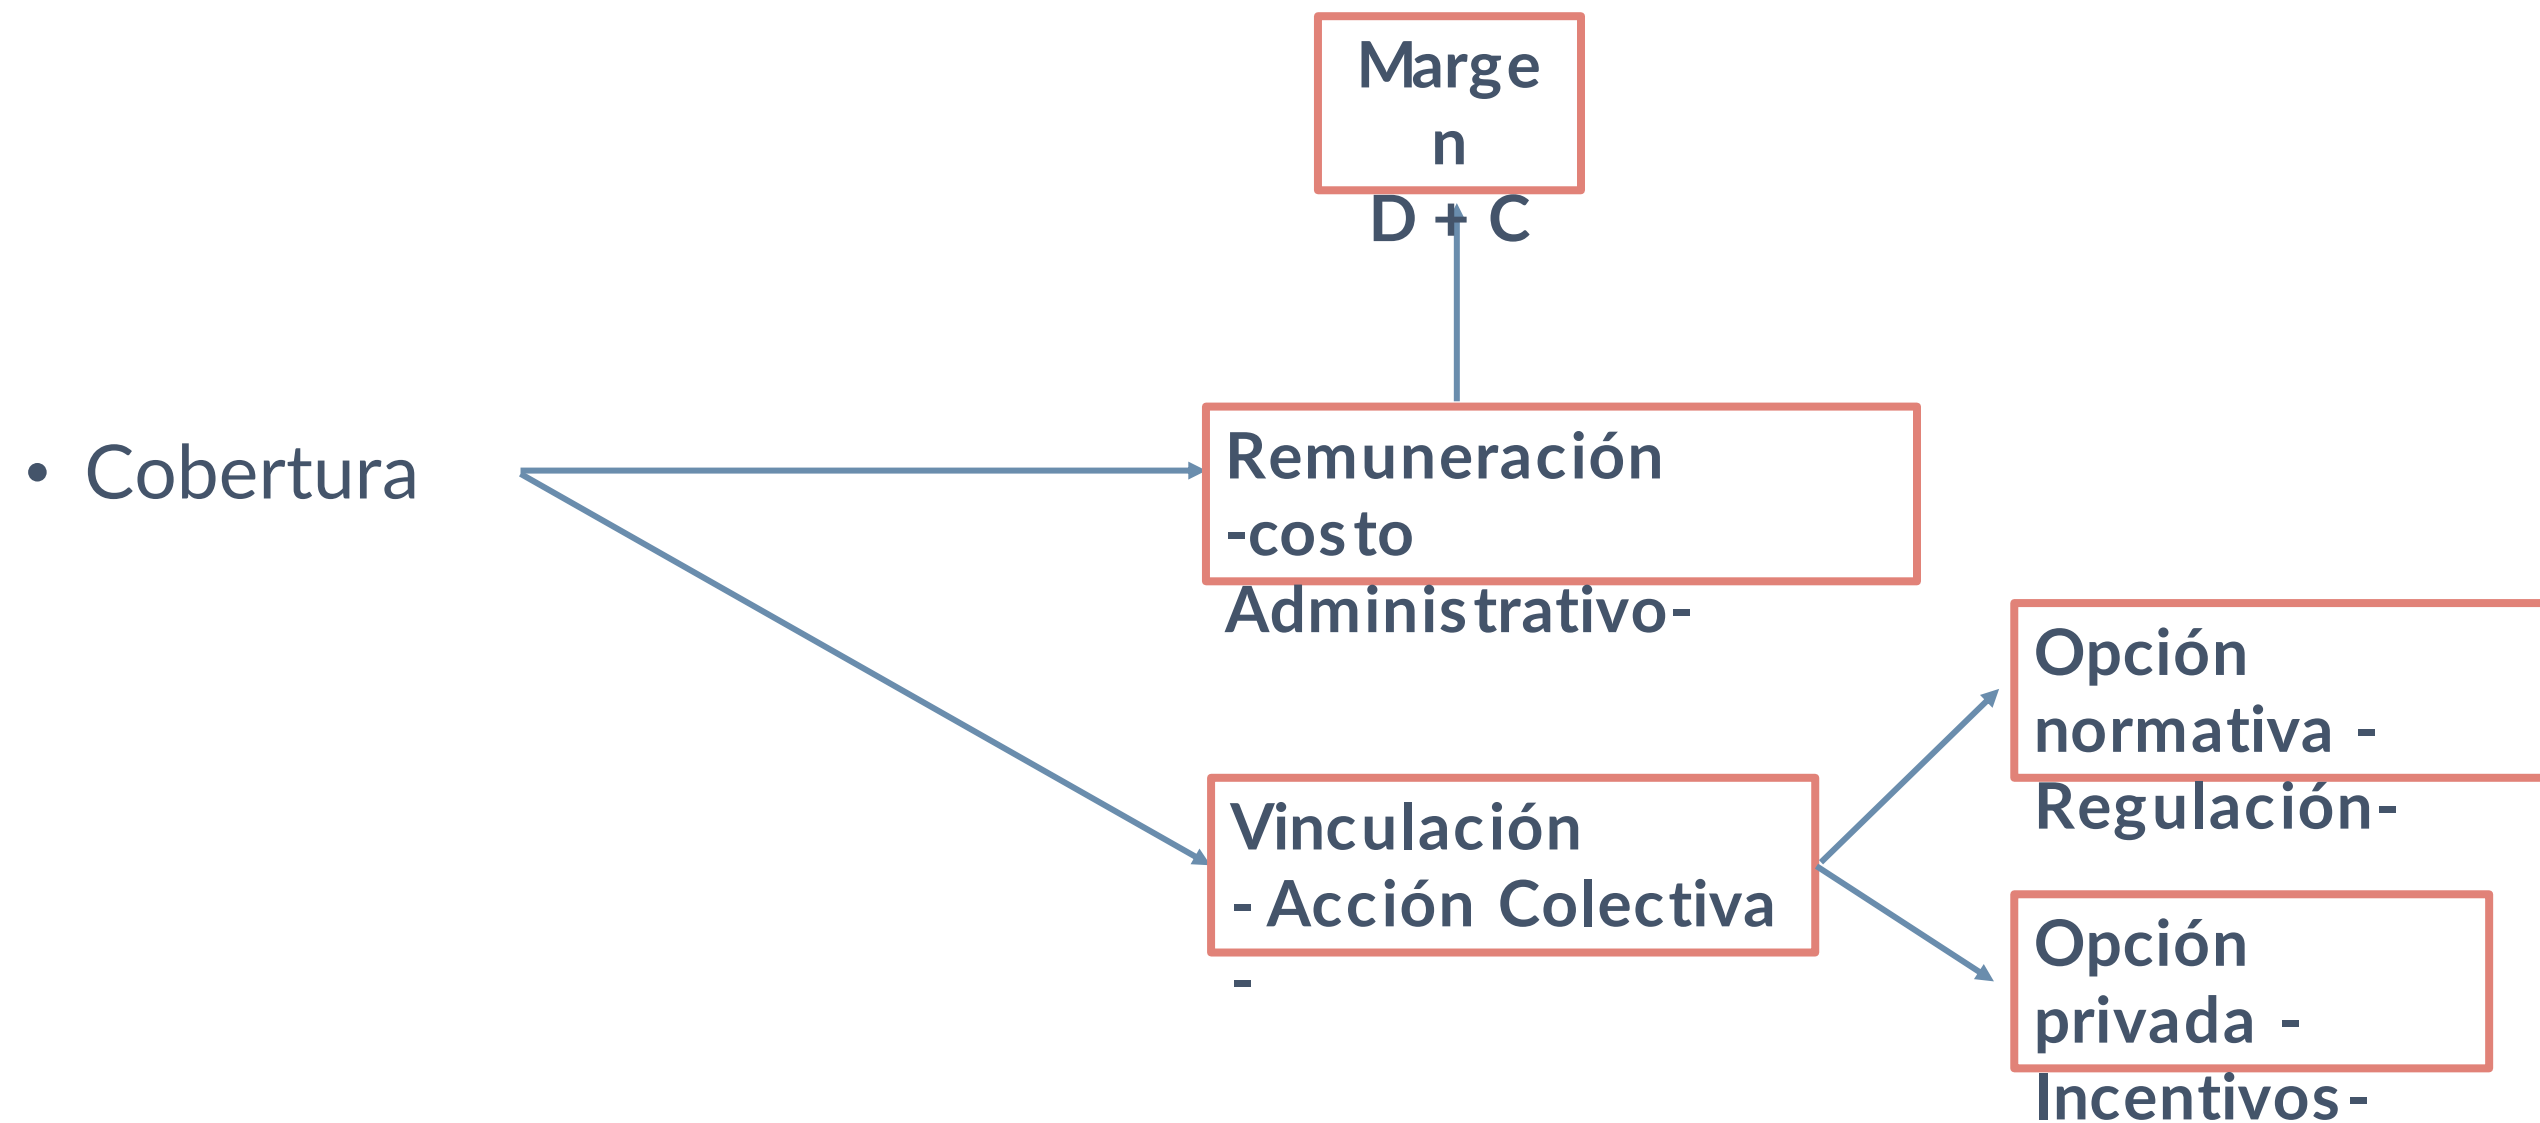 Marge
n
D + C
• Cobertura
Remuneración
-costo
Administrativo-
Vinculación
- Acción Colectiva
-
Opción
normativa -
Regulación-
Opción
privada -
Incentivos-